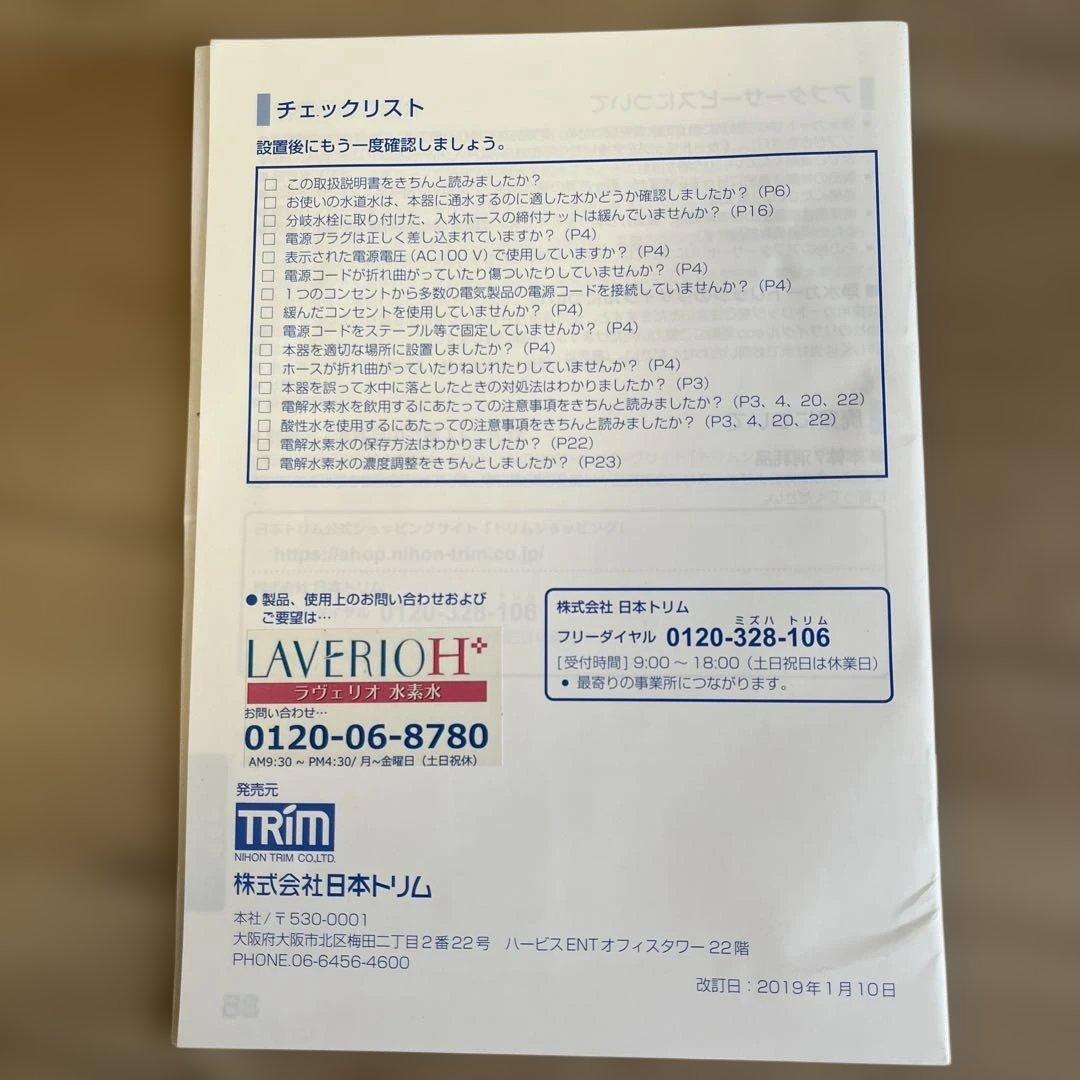 チェックリスト
設置後にもう一度確認しましょう。
□ この取扱説明書をきちんと読みましたか?
□ お使いの水道水は、本器に通水するのに適した水かどうか確認しましたか?(P6)
□ 分岐水栓に取り付けた、入水ホースの締付ナットは緩んでいませんか?(P16)
□ 電源プラグは正しく差し込まれていますか?(P4)
□ 表示された電源電圧(AC100 V)で使用していますか?(P4)
□ 電源コードが折れ曲がっていたり傷ついたりしていませんか?(P4)
□ 1つのコンセントから多数の電気製品の電源コードを接続していませんか?(P4)
□ 緩んだコンセントを使用していませんか?(P4)
□ 電源コードをステープル等で固定していませんか?(P4)
□ 本器を適切な場所に設置しましたか?(P4)
□ ホースが折れ曲がっていたりねじれたりしていませんか?(P4)
□ 本器を誤って水中に落としたときの対処法はわかりましたか?(P3)
□ 電解水素水を飲用するにあたっての注意事項をきちんと読みましたか?(P3、4、20、22)
□ 酸性水を使用するにあたっての注意事項をきちんと読みましたか?(P3、4、20、22)
□ 電解水素水の保存方法はわかりましたか?(P22)
□ 電解水素水の濃度調整をきちんとしましたか?(P23)
● 製品、使用上のお問い合わせおよび
ご要望は…
LAVERIO H+
ラヴェリオ 水素水
お問い合わせ…
0120-06-8780
AM9:30 ~ PM4:30/ 月~金曜日(土日祝休)
株式会社 日本トリム
ミズハ トリム
フリーダイヤル 0120-328-106
[受付時間] 9:00 ~ 18:00(土日祝日は休業日)
● 最寄りの事業所につながります。
発売元
TRIM
NIHON TRIM CO.,LTD.
株式会社日本トリム
本社/〒530-0001
大阪府大阪市北区梅田二丁目2番22号 ハービスENTオフィスタワー22階
PHONE.06-6456-4600
改訂日:2019年1月10日